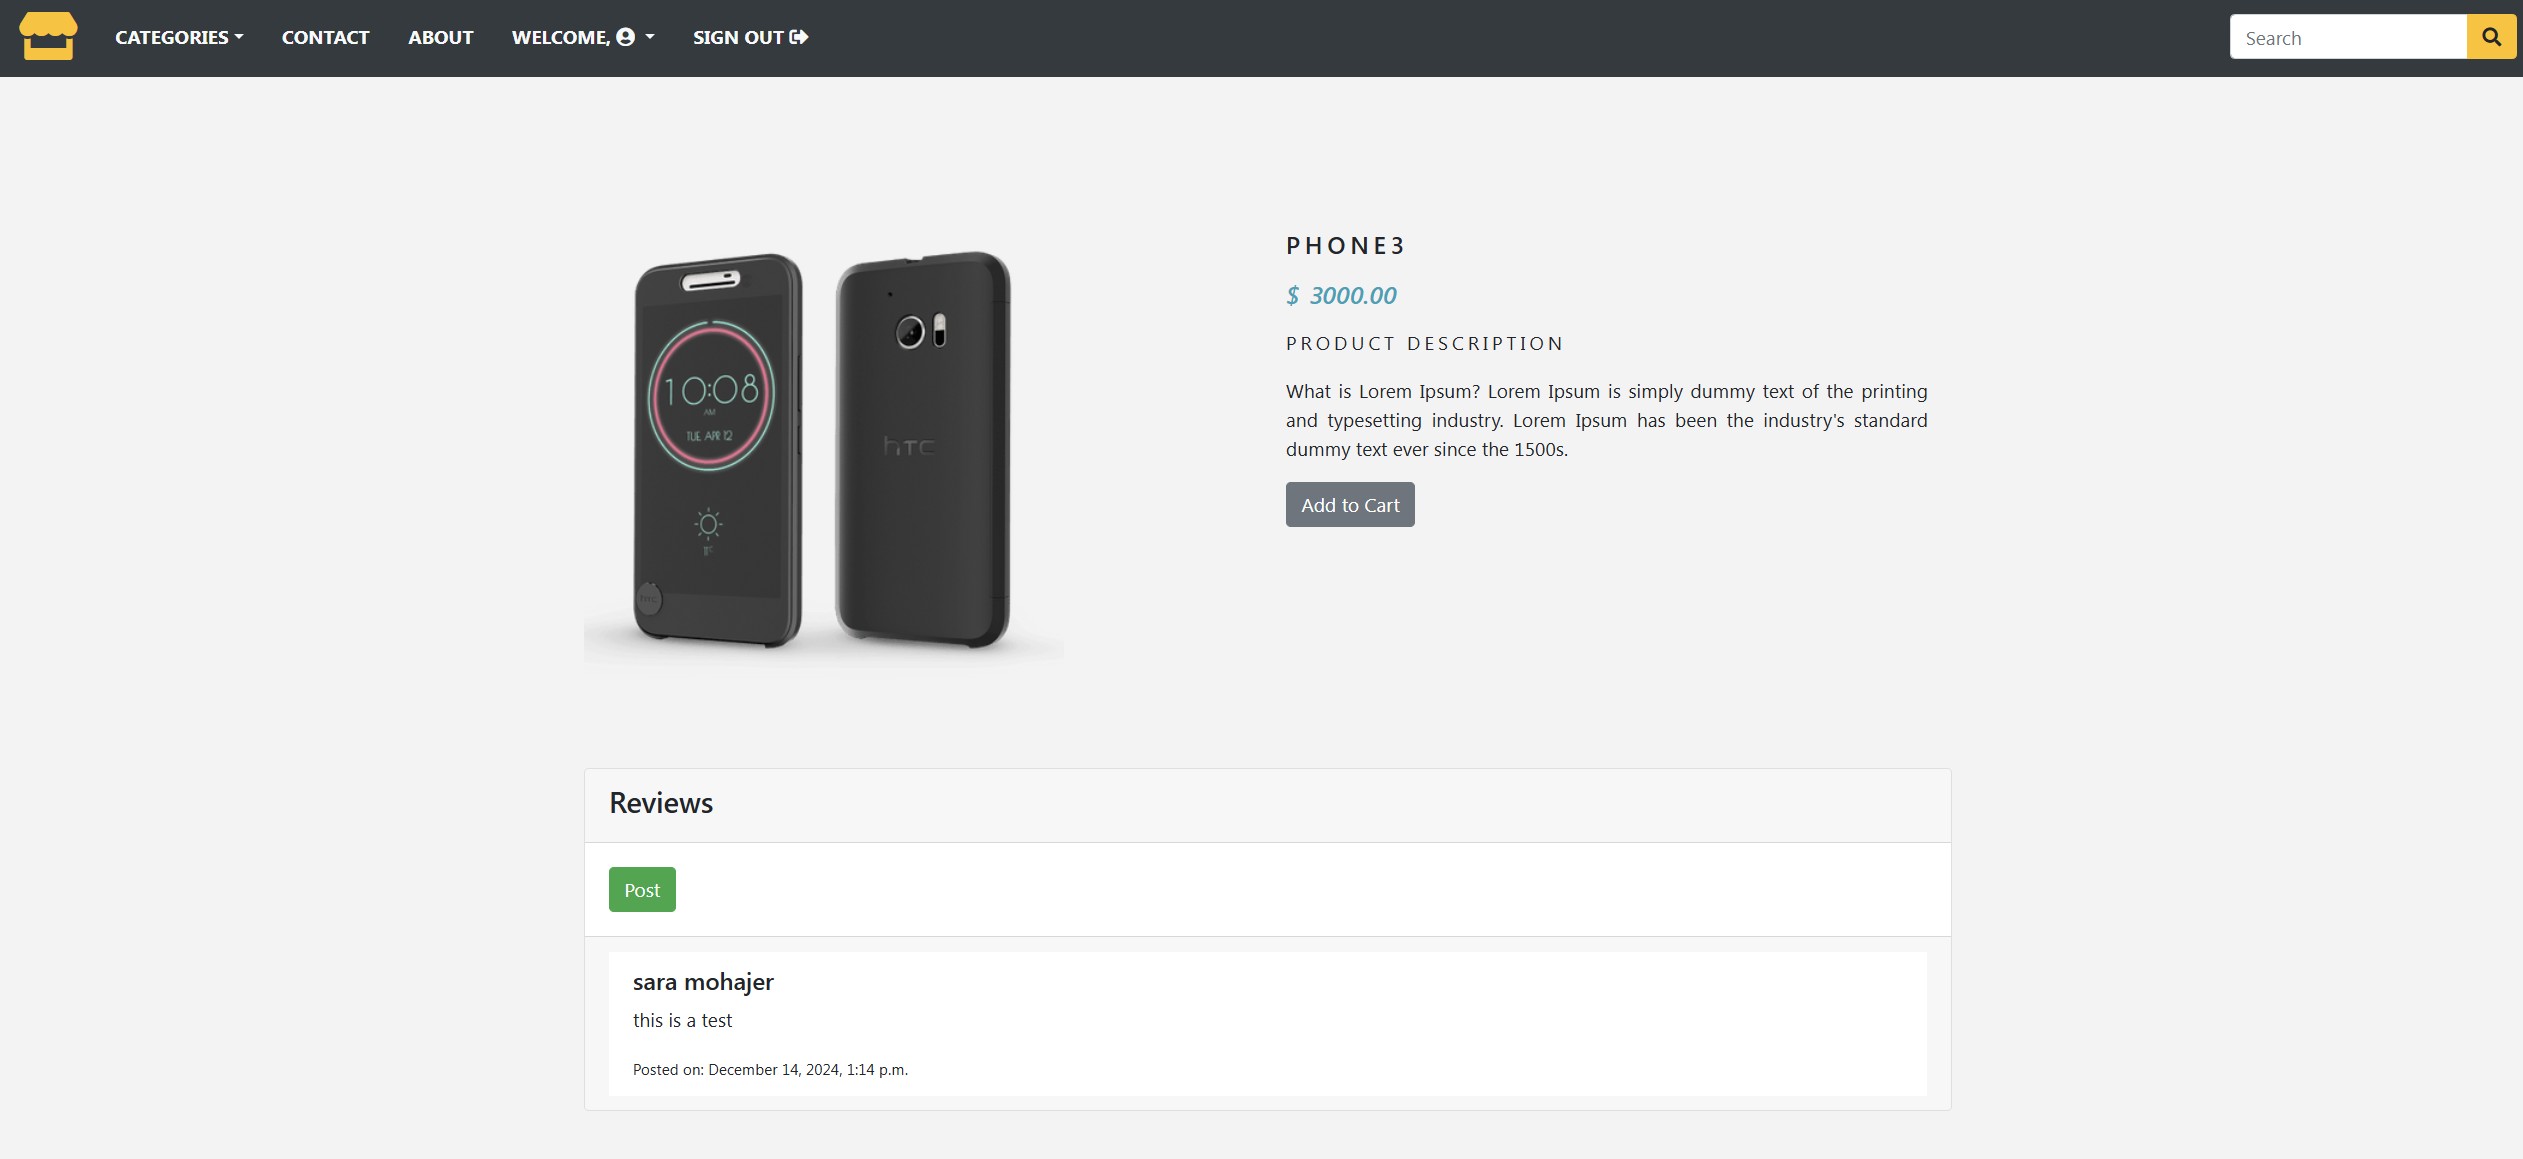 CATEGORIES CONTACT ABOUT WELCOME, SIGN OUT Search
PHONE3
$ 3000.00
PRODUCT DESCRIPTION
What is Lorem Ipsum? Lorem Ipsum is simply dummy text of the printing
and typesetting industry. Lorem Ipsum has been the industry's standard
dummy text ever since the 1500s.
Add to Cart
10:08
AM
TUE, APR 12
hTC
Reviews
Post
sara mohajer
this is a test
Posted on: December 14, 2024, 1:14 p.m.